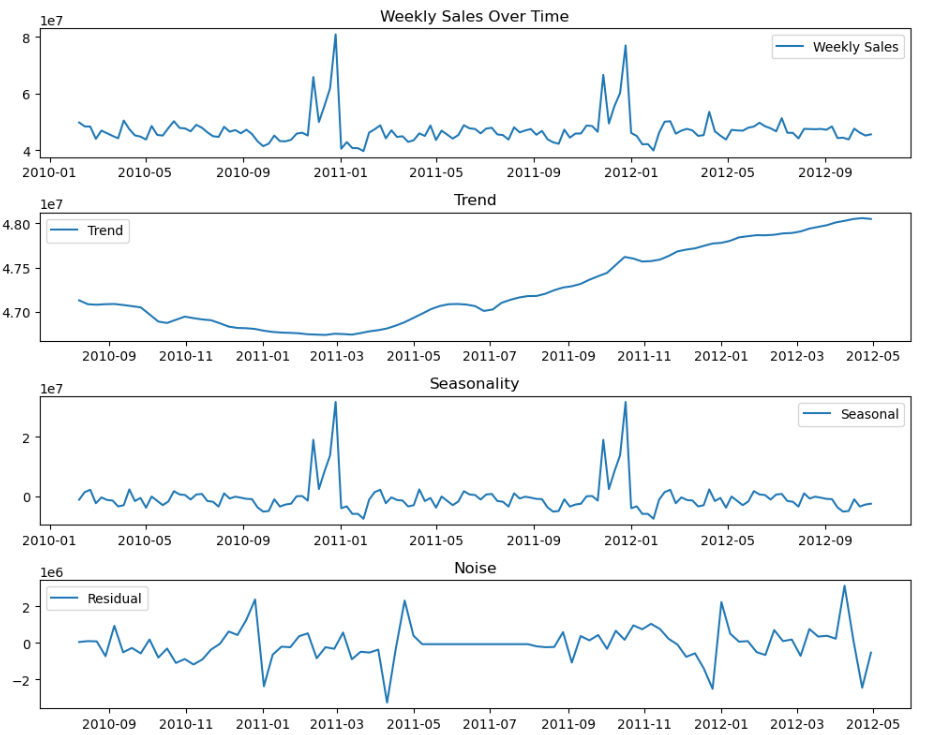 Weekly Sales Over Time
1e7
Weekly Sales
8
6
4
2010-01 2010-05 2010-09 2011-01 2011-05 2011-09 2012-01 2012-05 2012-09
Trend
1e7
Trend
4.80
4.75
4.70
2010-09 2010-11 2011-01 2011-03 2011-05 2011-07 2011-09 2011-11 2012-01 2012-03 2012-05
Seasonality
1e7
Seasonal
2
0
2010-01 2010-05 2010-09 2011-01 2011-05 2011-09 2012-01 2012-05 2012-09
Noise
1e6
Residual
2
0
−2
2010-09 2010-11 2011-01 2011-03 2011-05 2011-07 2011-09 2011-11 2012-01 2012-03 2012-05